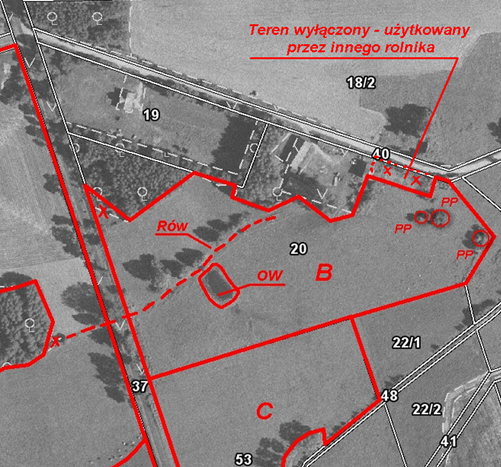 Teren wyłączony - użytkowany
przez innego rolnika
18/2
19
40
PP
PP
PP
Rów
20
ow
B
22/1
37
48
22/2
C
41
53